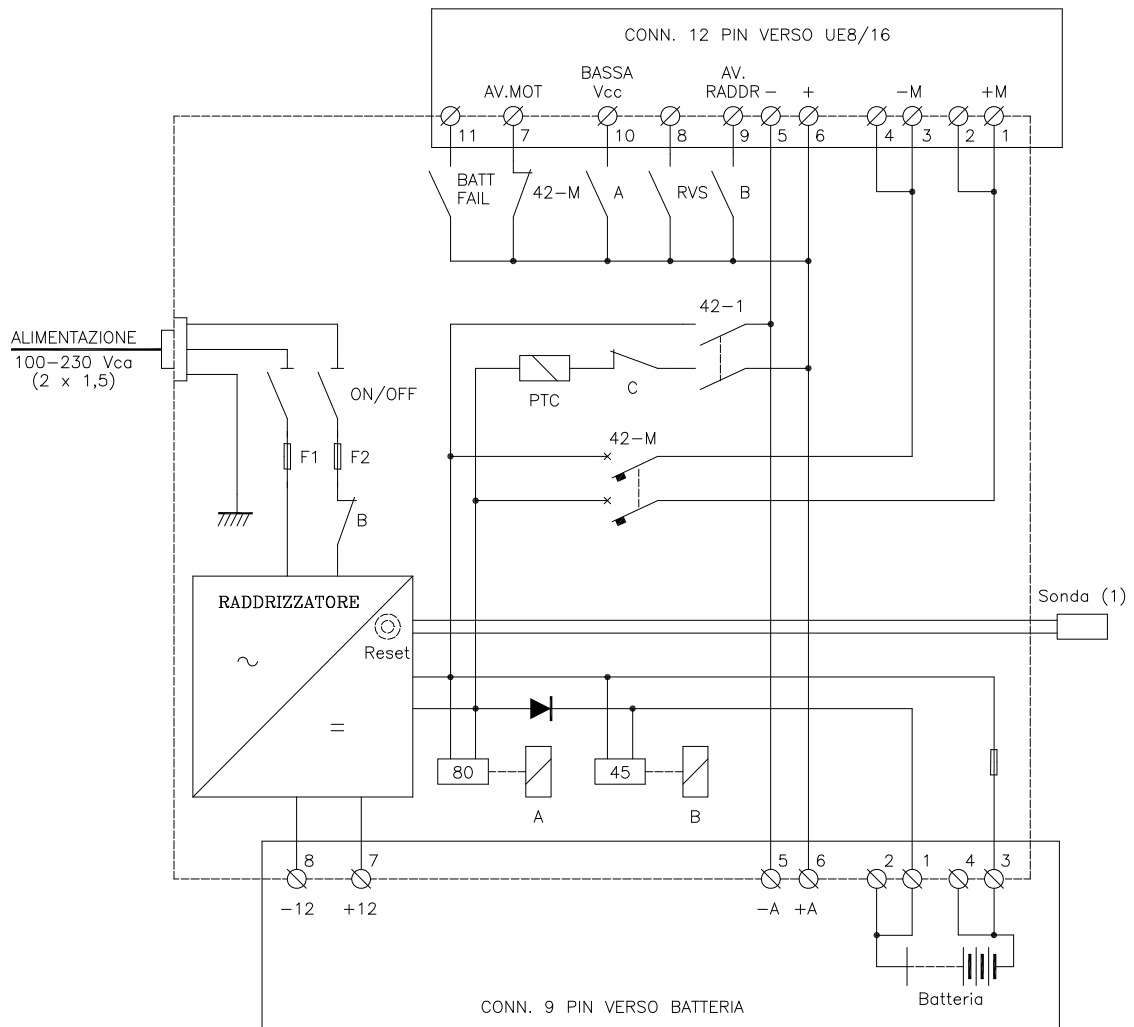 CONN. 12 PIN VERSO UE8/16
BASSA
Vcc
AV.
RADDR
AV.MOT
-
+
-M
+M
11
7
10
8
9
5
6
4
3
2
1
BATT
FAIL
42-M
A
RVS
B
42-1
ALIMENTAZIONE
100-230 Vca
(2 x 1,5)
ON/OFF
PTC
C
42-M
F1
F2
B
RADDRIZZATORE
Reset
Sonda (1)
~
=
80
45
A
B
8
7
5
6
2
1
4
3
-12
+12
-A
+A
Batteria
CONN. 9 PIN VERSO BATTERIA